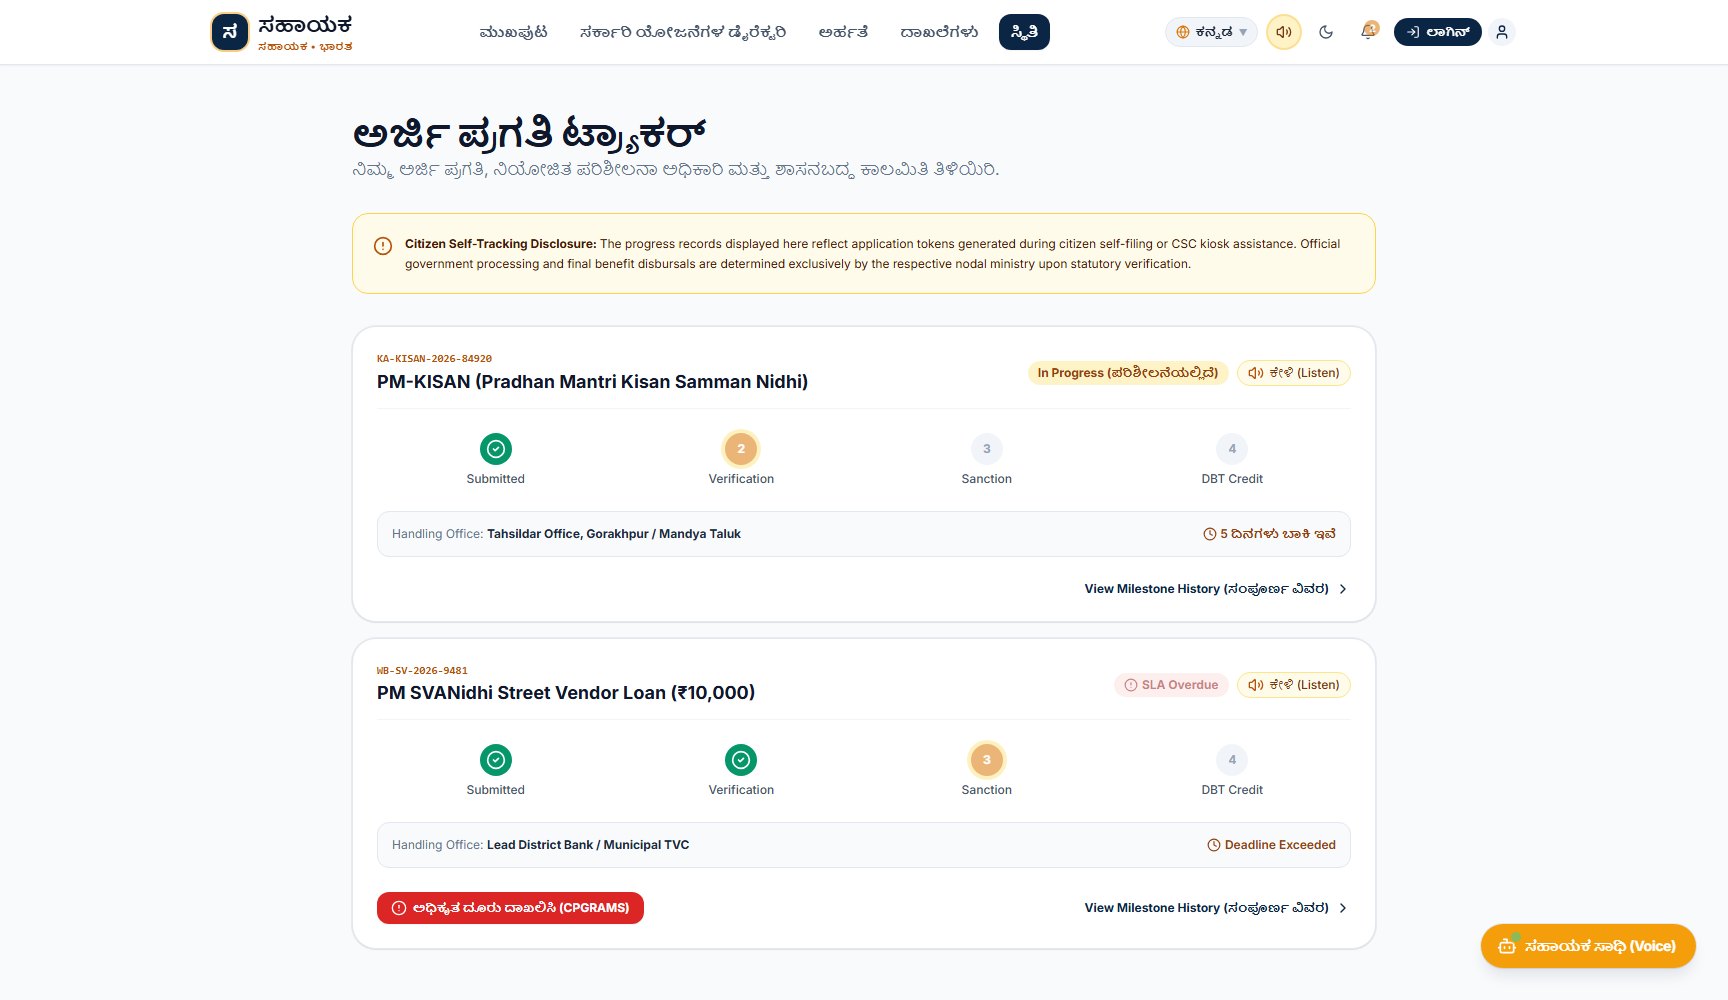 ಸ
ಸಹಾಯಕ
ಸಹಾಯಕ • ಭಾರತ
ಮುಖಪುಟ
ಸರ್ಕಾರಿ ಯೋಜನೆಗಳ ಡೈರೆಕ್ಟರಿ
ಅರ್ಹತೆ
ದಾಖಲೆಗಳು
ಸ್ಥಿತಿ
ಕನ್ನಡ ▼
ಲಾಗಿನ್
ಅರ್ಜಿ ಪ್ರಗತಿ ಟ್ರ್ಯಾಕರ್
ನಿಮ್ಮ ಅರ್ಜಿ ಪ್ರಗತಿ, ನಿಯೋಜಿತ ಪರಿಶೀಲನಾ ಅಧಿಕಾರಿ ಮತ್ತು ಶಾಸನಬದ್ಧ ಕಾಲಮಿತಿ ತಿಳಿಯಿರಿ.
Citizen Self-Tracking Disclosure: The progress records displayed here reflect application tokens generated during citizen self-filing or CSC kiosk assistance. Official
government processing and final benefit disbursals are determined exclusively by the respective nodal ministry upon statutory verification.
KA-KISAN-2026-84920
PM-KISAN (Pradhan Mantri Kisan Samman Nidhi)
In Progress (ಪರಿಶೀಲನೆಯಲ್ಲಿದೆ)
ಕೇಳಿ (Listen)
2 3 4
Submitted Verification Sanction DBT Credit
Handling Office: Tahsildar Office, Gorakhpur / Mandya Taluk
5 ದಿನಗಳು ಬಾಕಿ ಇವೆ
View Milestone History (ಸಂಪೂರ್ಣ ವಿವರ)
WB-SV-2026-9481
PM SVANidhi Street Vendor Loan (₹10,000)
SLA Overdue
ಕೇಳಿ (Listen)
3 4
Submitted Verification Sanction DBT Credit
Handling Office: Lead District Bank / Municipal TVC
Deadline Exceeded
ಅಧಿಕೃತ ದೂರು ದಾಖಲಿಸಿ (CPGRAMS)
View Milestone History (ಸಂಪೂರ್ಣ ವಿವರ)
ಸಹಾಯಕ ಸಾಥಿ (Voice)